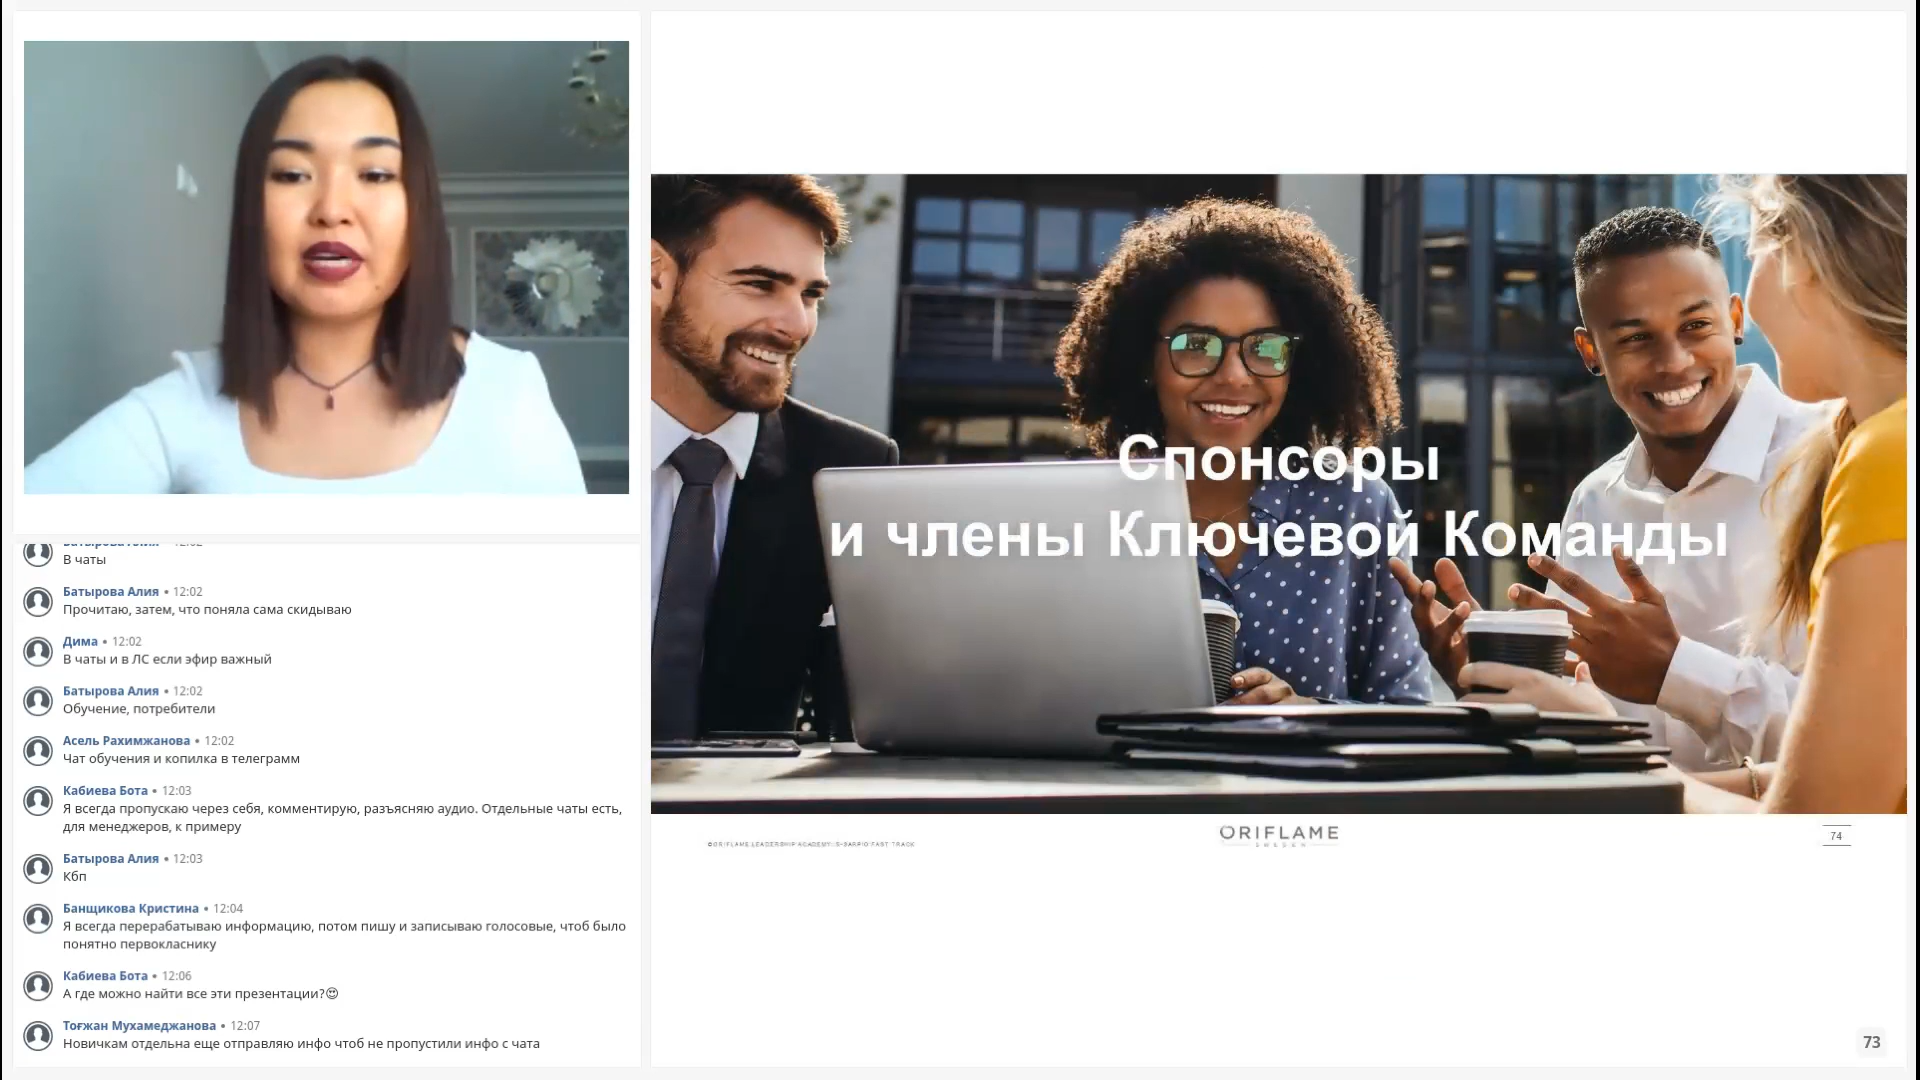 В чаты
Батырова Алия • 12:02
Прочитаю, затем, что поняла сама скидываю
Дима • 12:02
В чаты и в ЛС если эфир важный
Батырова Алия • 12:02
Обучение, потребители
Асель Рахимжанова • 12:02
Чат обучения и копилка в телеграмм
Кабиева Бота • 12:03
Я всегда пропускаю через себя, комментирую, разъясняю аудио. Отдельные чаты есть,
для менеджеров, к примеру
Батырова Алия • 12:03
Кбп
Банщикова Кристина • 12:04
Я всегда перерабатываю информацию, потом пишу и записываю голосовые, чтоб было
понятно первокласнику
Кабиева Бота • 12:06
А где можно найти все эти презентации?😍
Тоғжан Мухамеджанова • 12:07
Новичкам отдельна еще отправляю инфо чтоб не пропустили инфо с чата
Спонсоры
и члены Ключевой Команды
ORIFLAME
SWEDEN
74
73